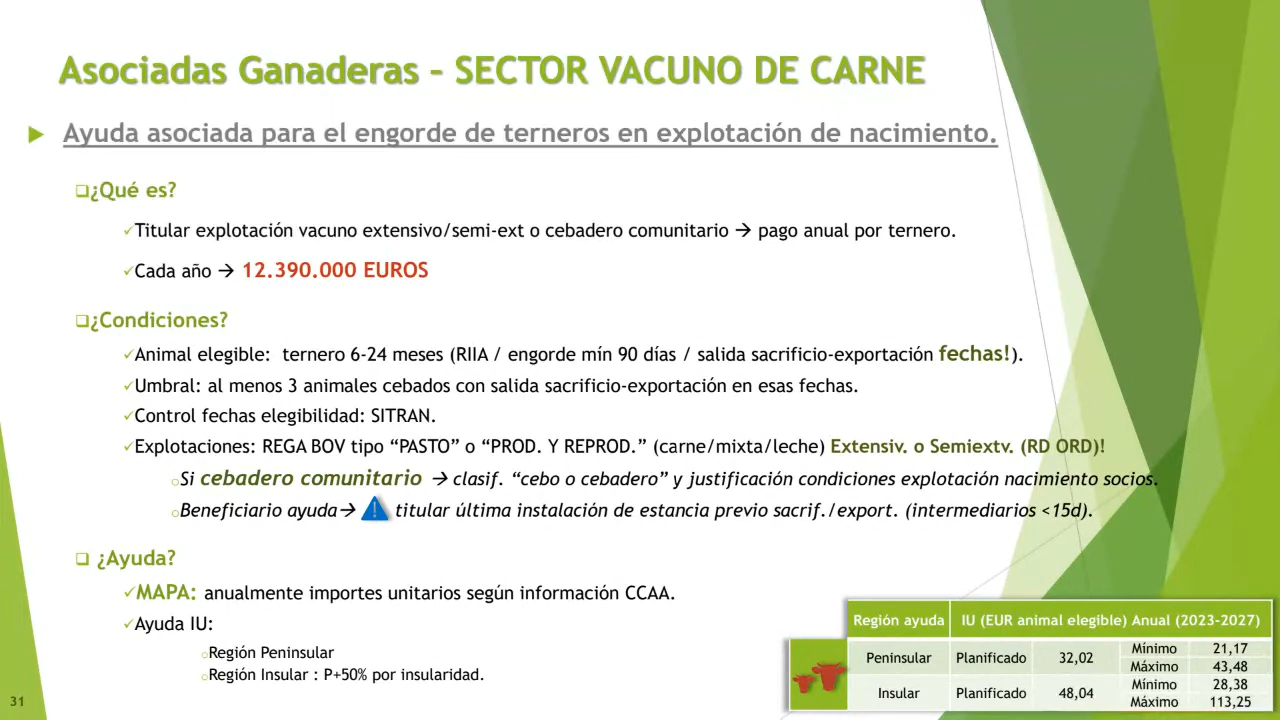 Asociadas Ganaderas – SECTOR VACUNO DE CARNE
Ayuda asociada para el engorde de terneros en explotación de nacimiento.
¿Qué es?
Titular explotación vacuno extensivo/semi-ext o cebadero comunitario → pago anual por ternero.
Cada año → 12.390.000 EUROS
¿Condiciones?
Animal elegible: ternero 6-24 meses (RIIA / engorde mín 90 días / salida sacrificio-exportación fechas!).
Umbral: al menos 3 animales cebados con salida sacrificio-exportación en esas fechas.
Control fechas elegibilidad: SITRAN.
Explotaciones: REGA BOV tipo “PASTO” o “PROD. Y REPROD.” (carne/mixta/leche) Extensiv. o Semiextv. (RD ORD)!
Si cebadero comunitario → clasif. “cebo o cebadero” y justificación condiciones explotación nacimiento socios.
Beneficiario ayuda→ ! titular última instalación de estancia previo sacrif./export. (intermediarios <15d).
¿Ayuda?
MAPA: anualmente importes unitarios según información CCAA.
Ayuda IU:
Región Peninsular
Región Insular : P+50% por insularidad.
Región ayuda IU (EUR animal elegible) Anual (2023-2027)
Peninsular Planificado 32,02 Mínimo 21,17
Máximo 43,48
Insular Planificado 48,04 Mínimo 28,38
Máximo 113,25
31